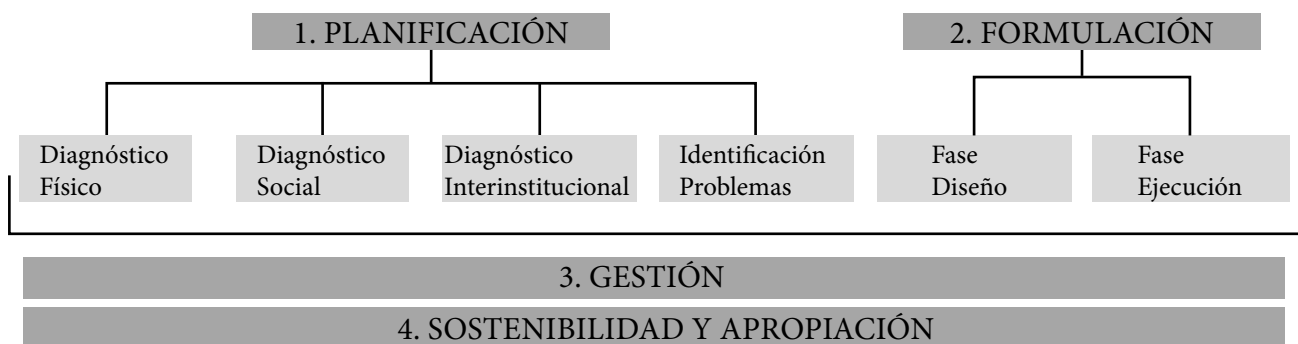 1. PLANIFICACIÓN
2. FORMULACIÓN
Diagnóstico
Físico
Diagnóstico
Social
Diagnóstico
Interinstitucional
Identificación
Problemas
Fase
Diseño
Fase
Ejecución
3. GESTIÓN
4. SOSTENIBILIDAD Y APROPIACIÓN